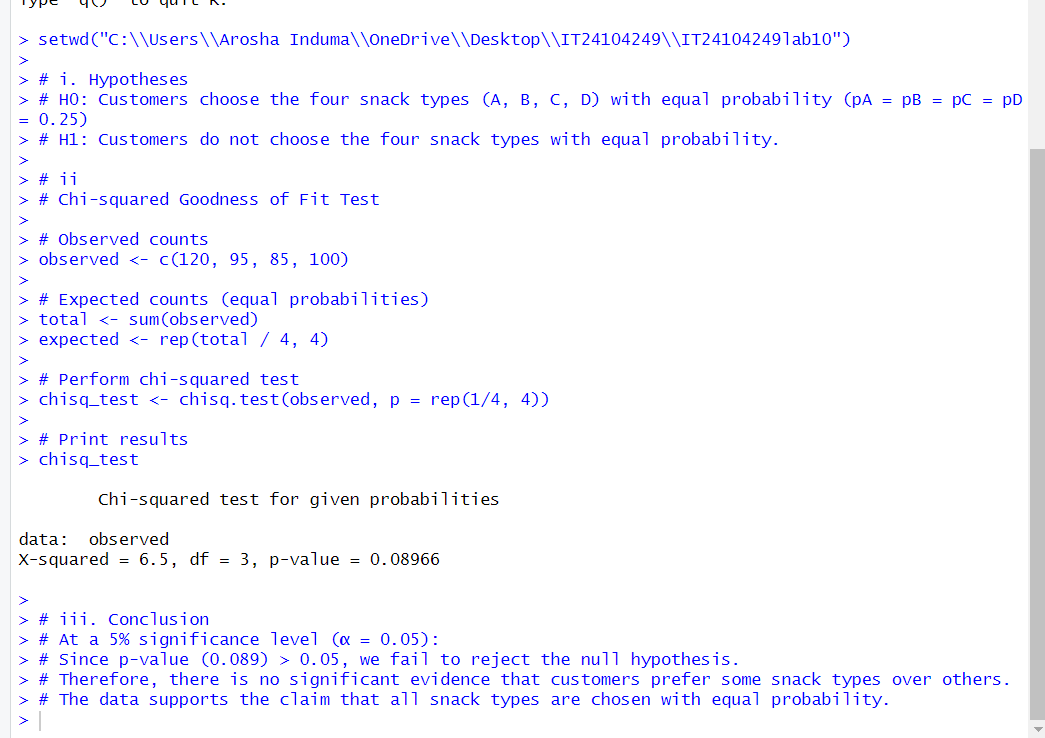 Type 'q()' to quit R.
> setwd("C:\\Users\\Arosha Induma\\OneDrive\\Desktop\\IT24104249\\IT24104249lab10")
>
> # i. Hypotheses
> # H0: Customers choose the four snack types (A, B, C, D) with equal probability (pA = pB = pC = pD
= 0.25)
> # H1: Customers do not choose the four snack types with equal probability.
>
> # ii
> # Chi-squared Goodness of Fit Test
>
> # Observed counts
> observed <- c(120, 95, 85, 100)
>
> # Expected counts (equal probabilities)
> total <- sum(observed)
> expected <- rep(total / 4, 4)
>
> # Perform chi-squared test
> chisq_test <- chisq.test(observed, p = rep(1/4, 4))
>
> # Print results
> chisq_test
Chi-squared test for given probabilities
data:  observed
X-squared = 6.5, df = 3, p-value = 0.08966
>
> # iii. Conclusion
> # At a 5% significance level (α = 0.05):
> # Since p-value (0.089) > 0.05, we fail to reject the null hypothesis.
> # Therefore, there is no significant evidence that customers prefer some snack types over others.
> # The data supports the claim that all snack types are chosen with equal probability.
>